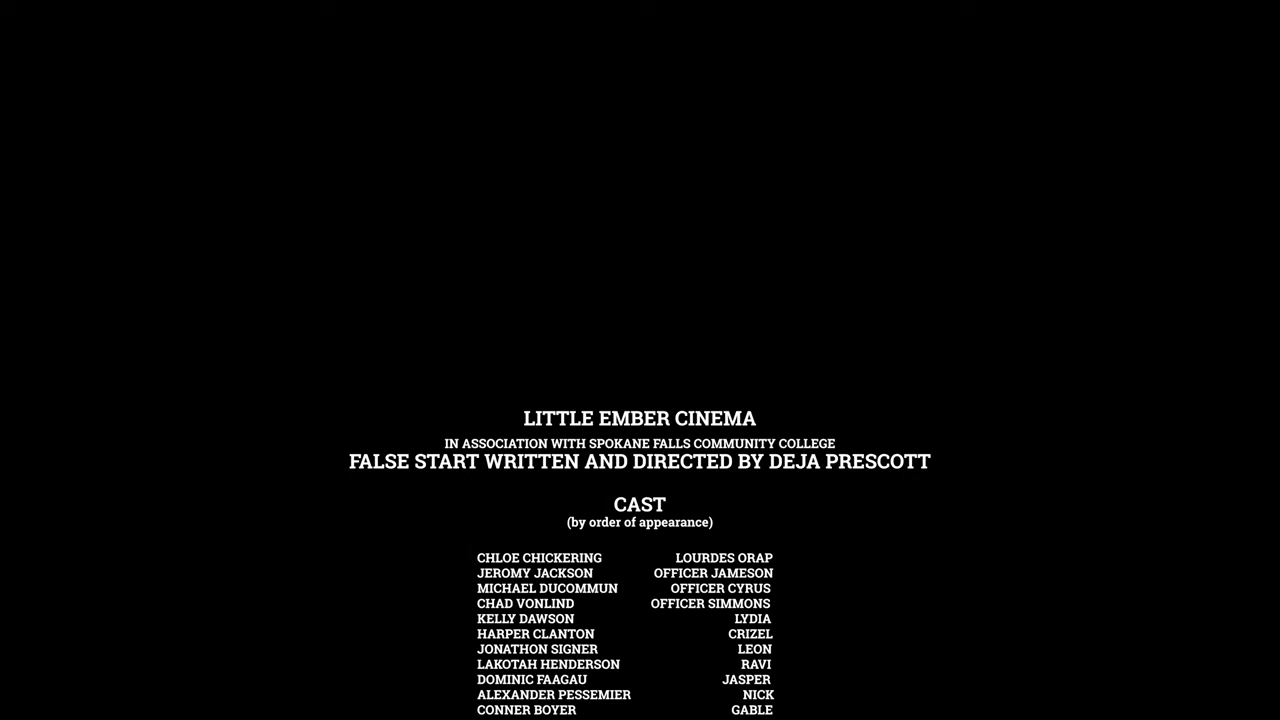 LITTLE EMBER CINEMA
IN ASSOCIATION WITH SPOKANE FALLS COMMUNITY COLLEGE
FALSE START WRITTEN AND DIRECTED BY DEJA PRESCOTT
CAST
(by order of appearance)
CHLOE CHICKERING LOURDES ORAP
JEROMY JACKSON OFFICER JAMESON
MICHAEL DUCOMMUN OFFICER CYRUS
CHAD VONLIND OFFICER SIMMONS
KELLY DAWSON LYDIA
HARPER CLANTON CRIZEL
JONATHON SIGNER LEON
LAKOTAH HENDERSON RAVI
DOMINIC FAAGAU JASPER
ALEXANDER PESSEMIER NICK
CONNER BOYER GABLE